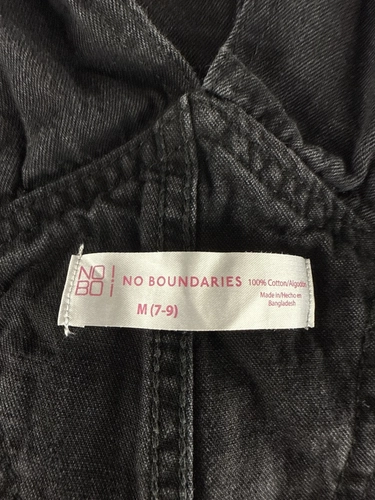 NO!
BO¡
NO BOUNDARIES
M (7-9)
100% Cotton/Algodón
Made in/Hecho en
Bangladesh